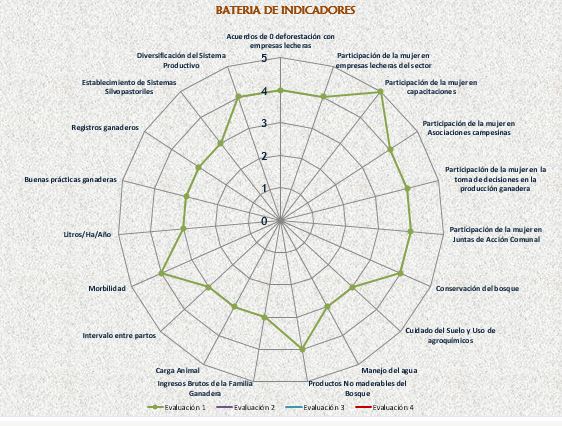 BATERIA DE INDICADORES
Acuerdos de 0 deforestación con
empresas lecheras
Participación de la mujer en
empresas lecheras del sector
Participación de la mujer en
capacitaciones
Participación de la mujer en
Asociaciones campesinas
Participación de la mujer en la
toma de decisiones en la
producción ganadera
Participación de la mujer en
Juntas de Acción Comunal
Conservación del bosque
Cuidado del Suelo y Uso de
agroquímicos
Manejo del agua
Productos No maderables del
Bosque
Ingresos Brutos de la Familia
Ganadera
Carga Animal
Intervalo entre partos
Morbilidad
Litros/Ha/Año
Buenas prácticas ganaderas
Registros ganaderos
Establecimiento de Sistemas
Silvopastoriles
Diversificación del Sistema
Productivo
5
4
3
2
1
0
Evaluación 1
Evaluación 2
Evaluación 3
Evaluación 4